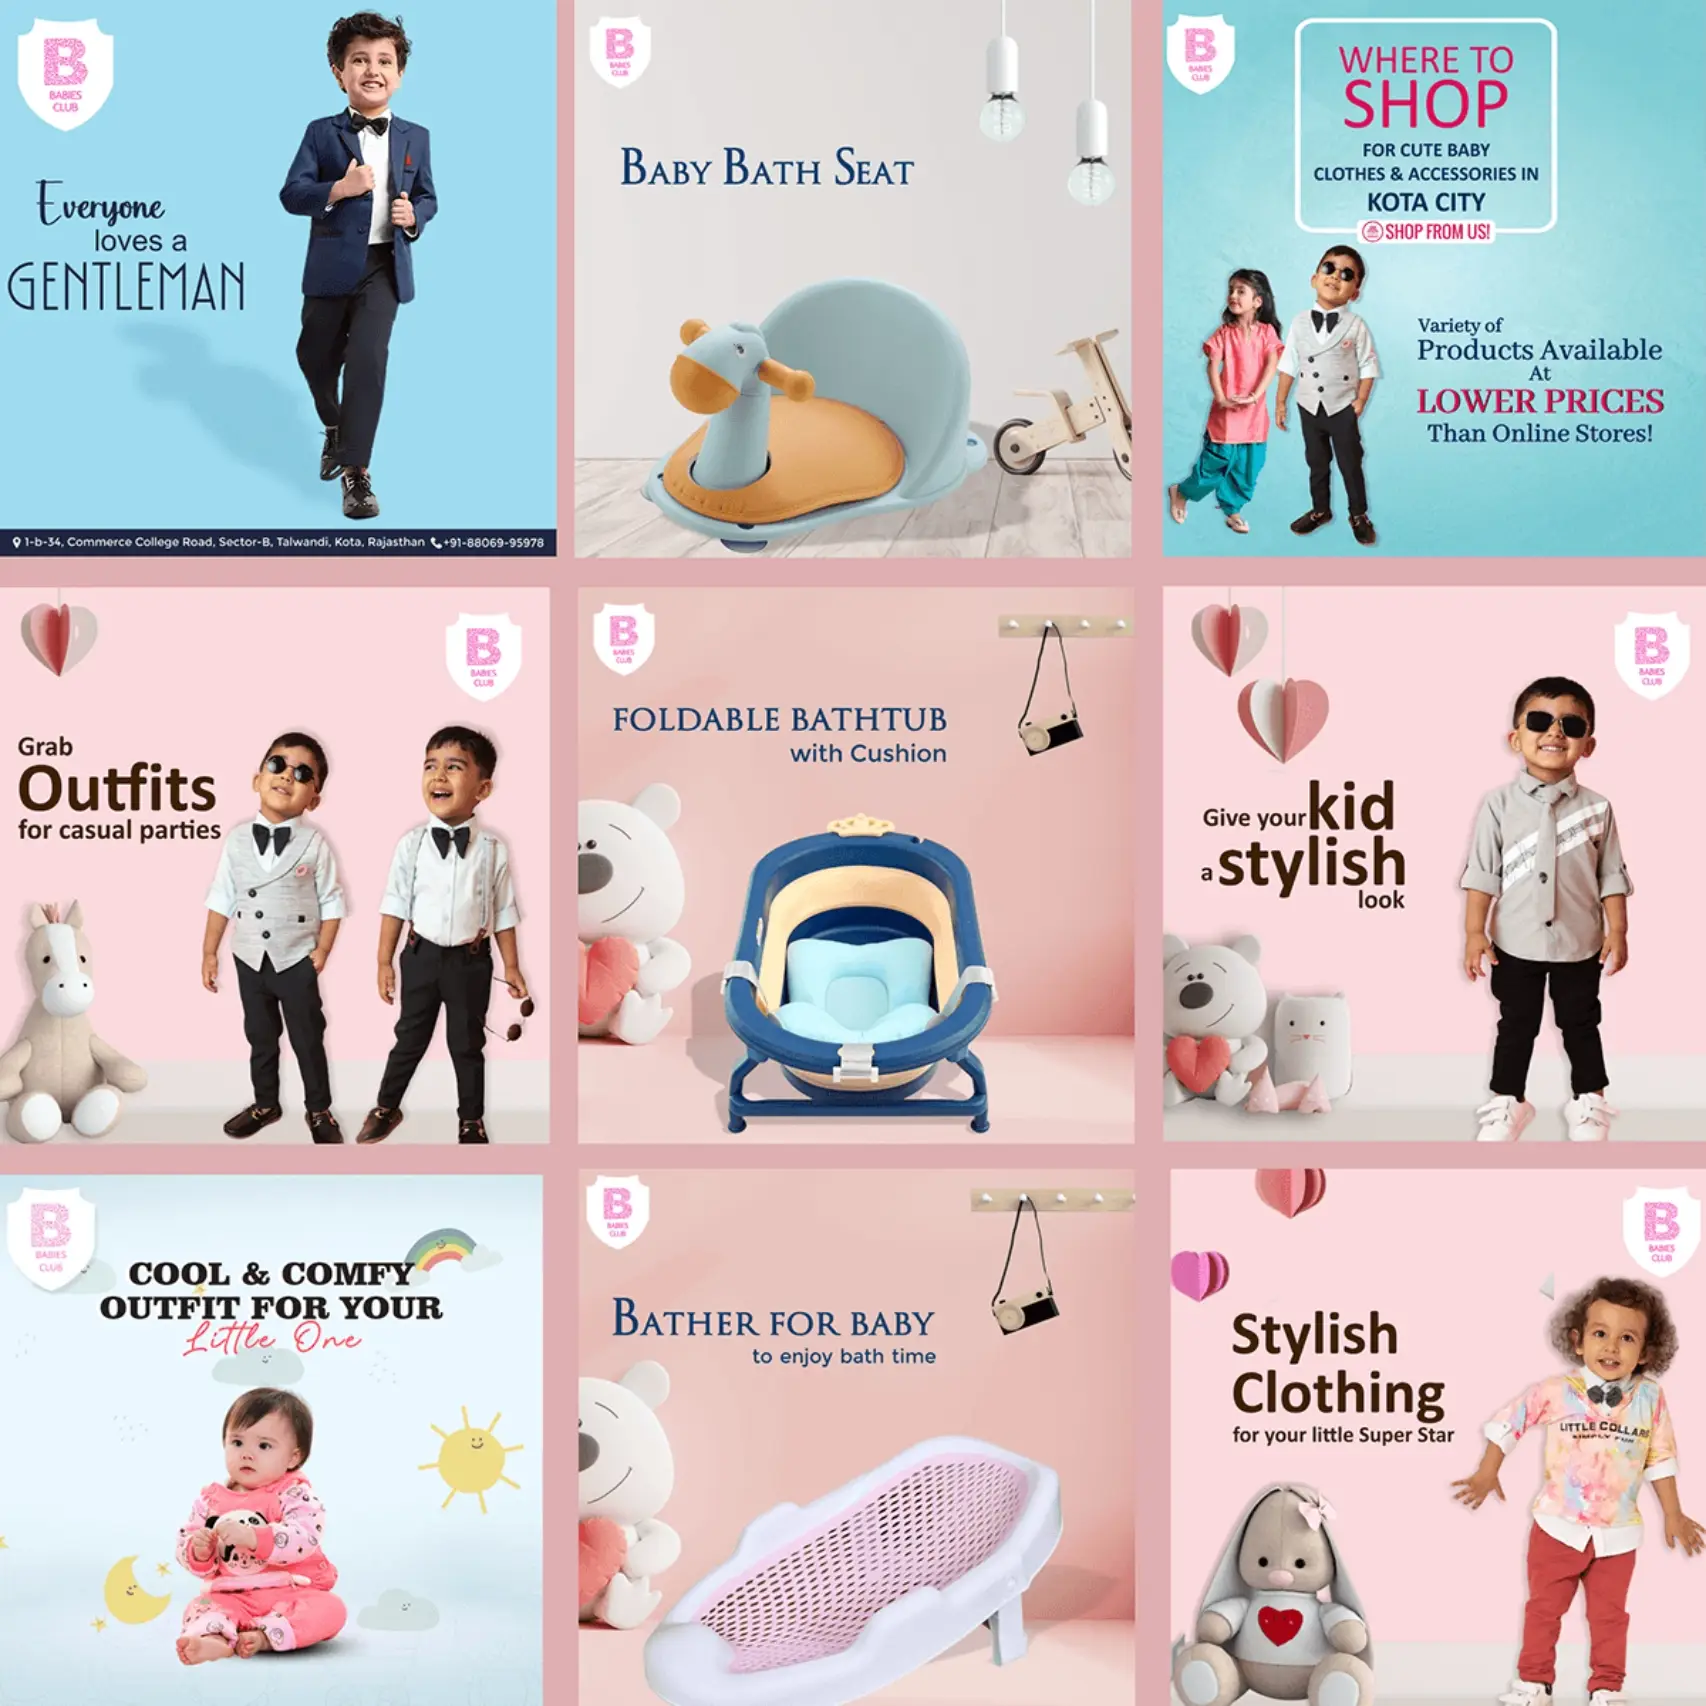 B
BABIES
CLUB
Everyone
loves a
GENTLEMAN
1-b-34, Commerce College Road, Sector-B, Talwandi, Kota, Rajasthan +91-88069-95978
B
BABIES
CLUB
BABY BATH SEAT
B
BABIES
CLUB
WHERE TO
SHOP
FOR CUTE BABY
CLOTHES & ACCESSORIES IN
KOTA CITY
SHOP FROM US!
Variety of
Products Available
At
LOWER PRICES
Than Online Stores!
B
BABIES
CLUB
Grab
Outfits
for casual parties
B
BABIES
CLUB
FOLDABLE BATHTUB
with Cushion
B
BABIES
CLUB
Give your kid
a stylish
look
B
BABIES
CLUB
COOL & COMFY
OUTFIT FOR YOUR
Little One
B
BABIES
CLUB
BATHER FOR BABY
to enjoy bath time
B
BABIES
CLUB
Stylish
Clothing
for your little Super Star
LITTLE COLLARS
SIMPLY FUN